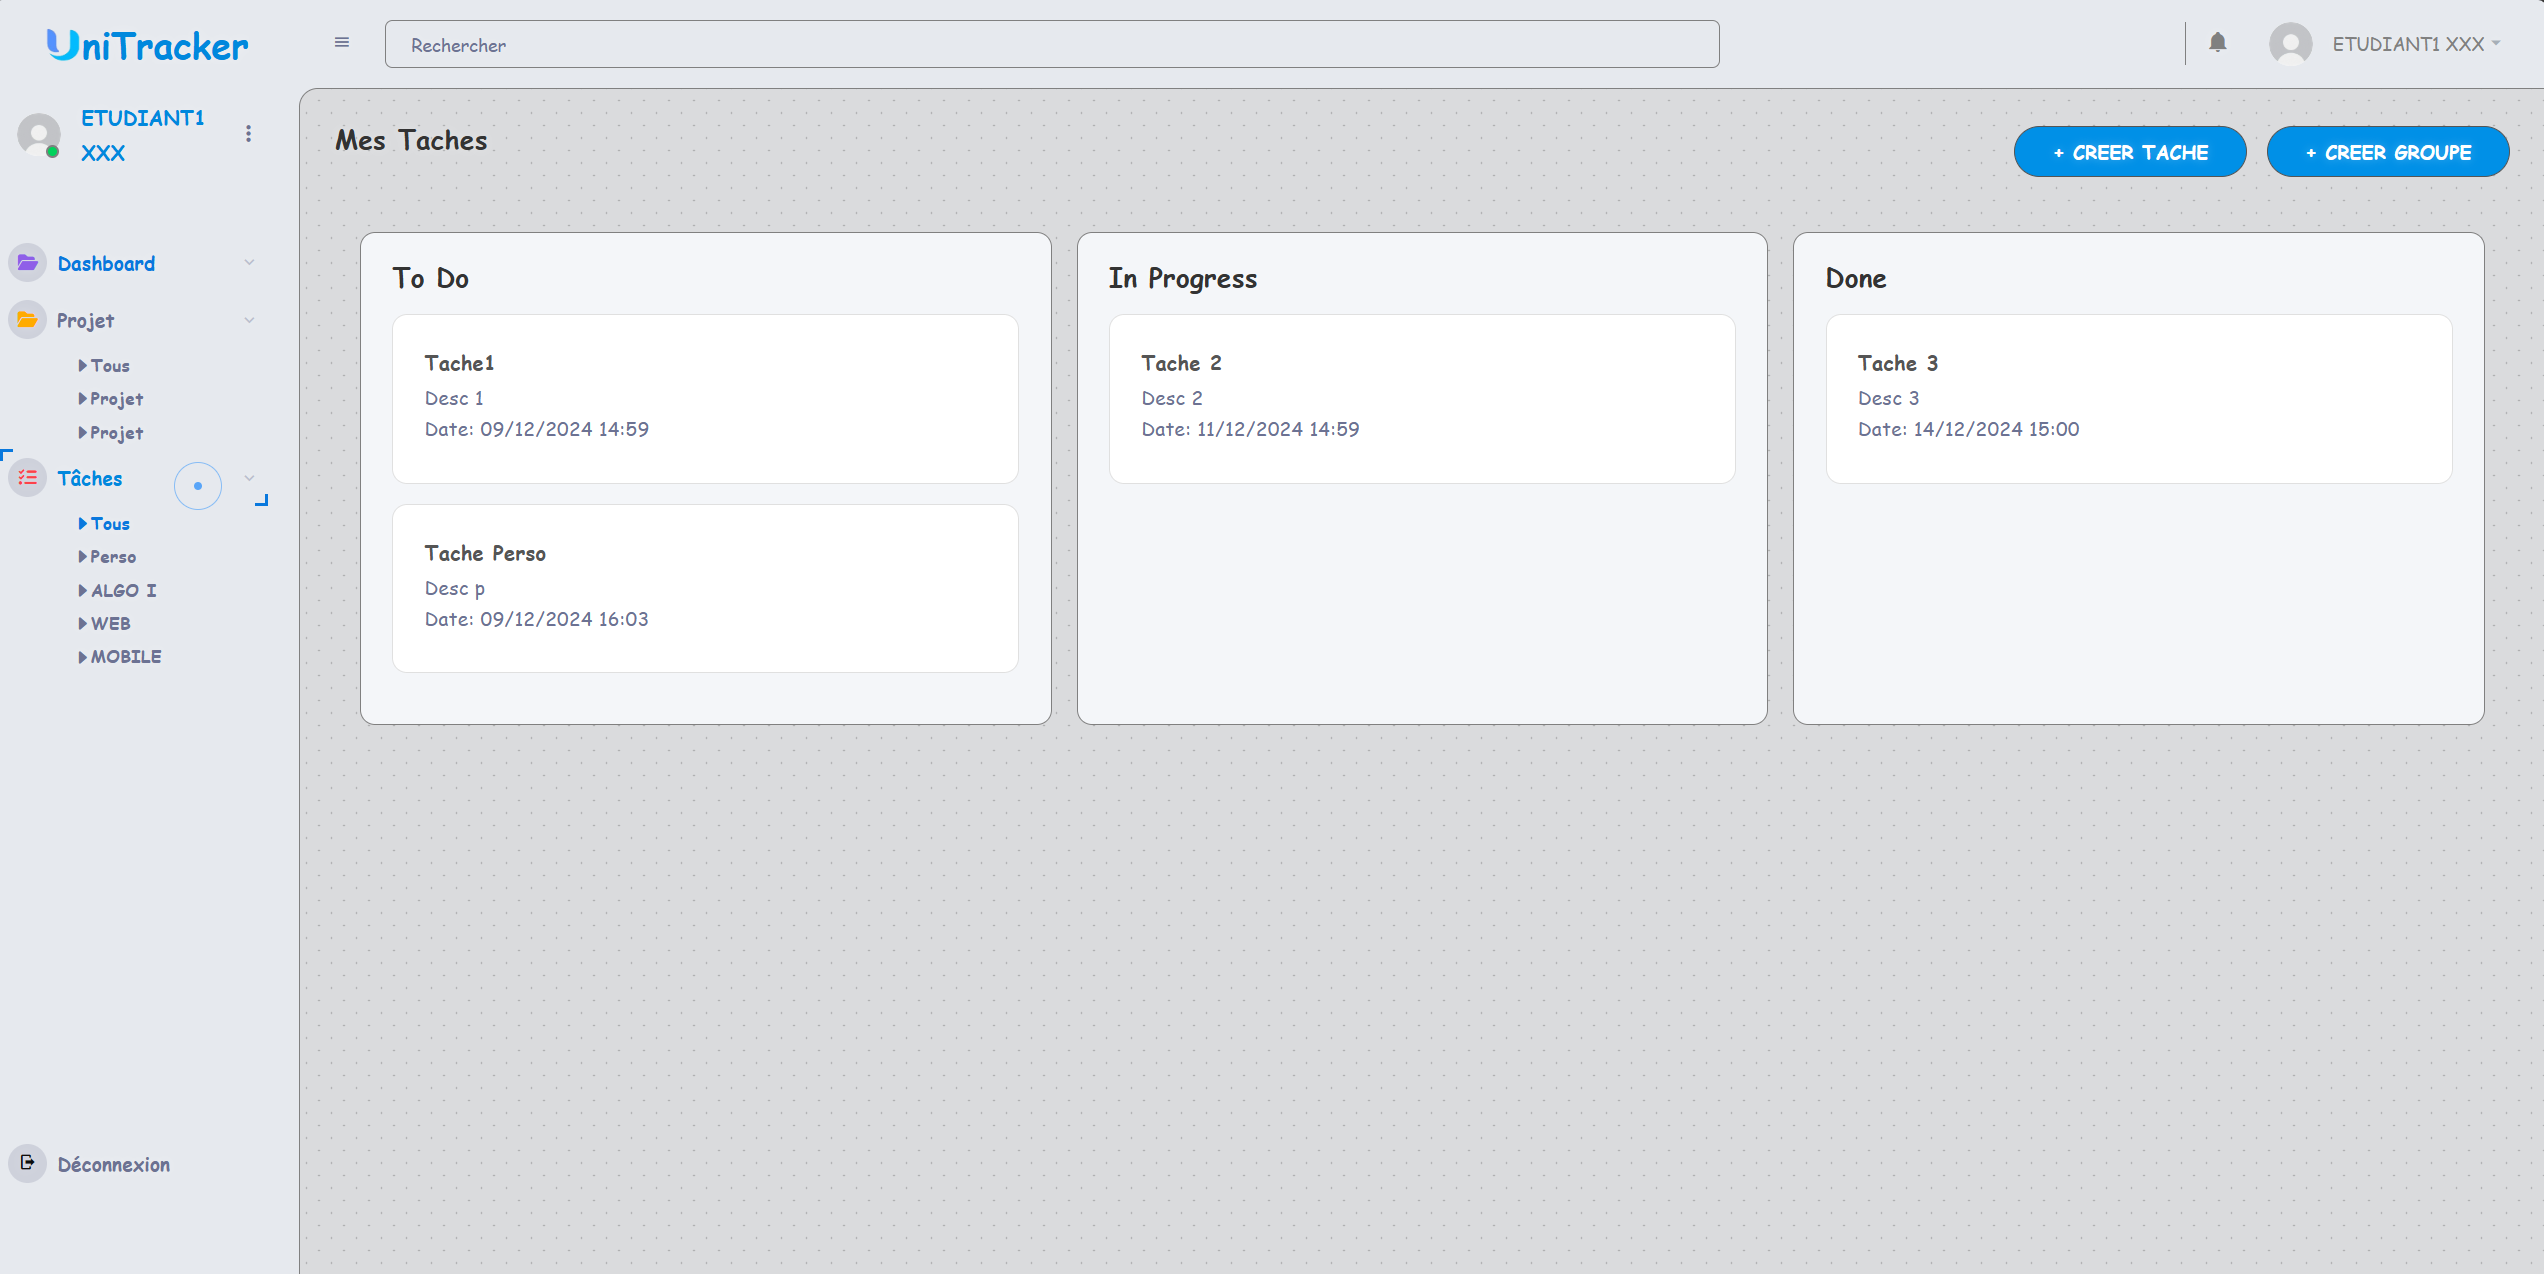 UniTracker
Rechercher
ETUDIANT1 XXX
ETUDIANT1
XXX
Dashboard
Projet
Tous
Projet
Projet
Tâches
Tous
Perso
ALGO I
WEB
MOBILE
Déconnexion
Mes Taches
+ CREER TACHE
+ CREER GROUPE
To Do
Tache1
Desc 1
Date: 09/12/2024 14:59
Tache Perso
Desc p
Date: 09/12/2024 16:03
In Progress
Tache 2
Desc 2
Date: 11/12/2024 14:59
Done
Tache 3
Desc 3
Date: 14/12/2024 15:00